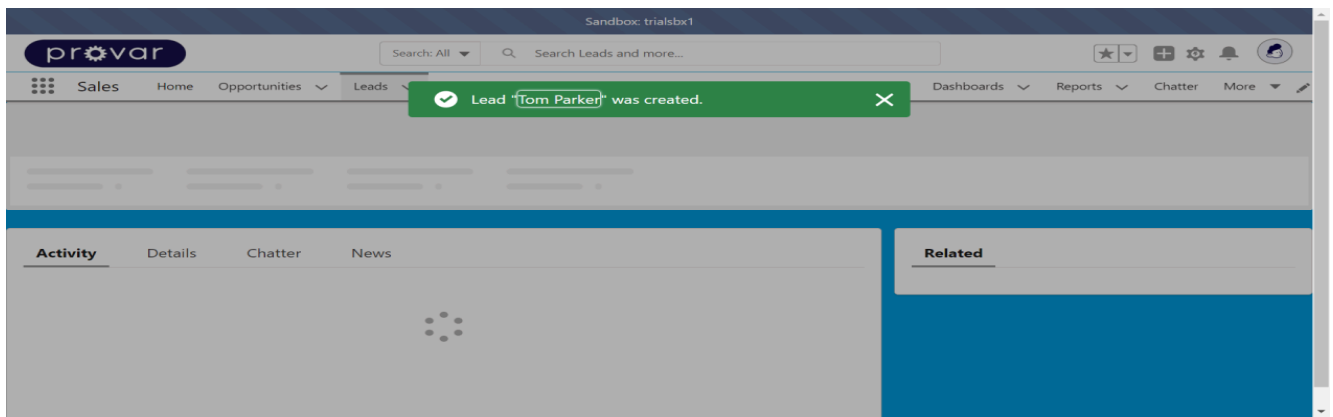 Sandbox: trialsbx1
provar
Search: All
Search Leads and more...
Sales Home Opportunities Leads Dashboards Reports Chatter More
Lead "Tom Parker" was created.
Activity Details Chatter News
Related